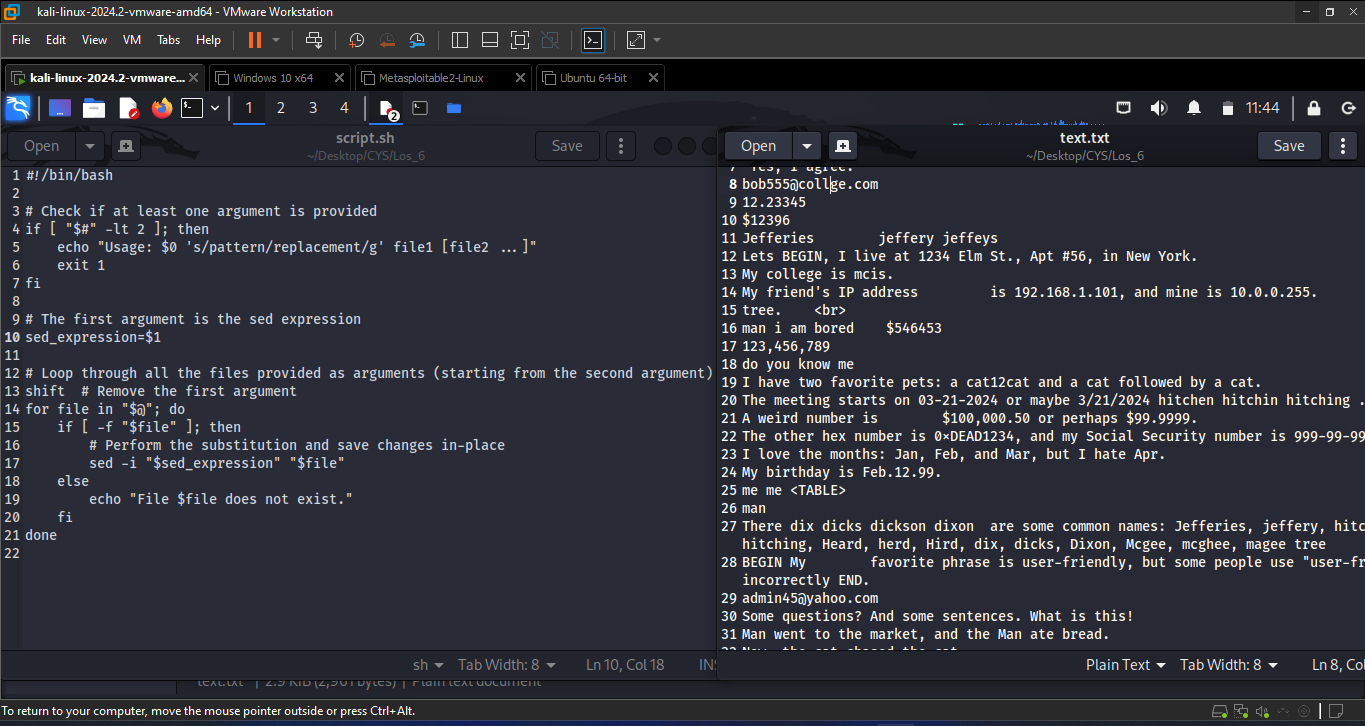 kali-linux-2024.2-vmware-amd64 - VMware Workstation
File Edit View VM Tabs Help
kali-linux-2024.2-vmware... Windows 10 x64 Metasploitable2-Linux Ubuntu 64-bit
1 2 3 4 2 11:44
Open script.sh Save
~/Desktop/CYS/Los_6
1 #!/bin/bash
2
3 # Check if at least one argument is provided
4 if [ "$#" -lt 2 ]; then
5 echo "Usage: $0 's/pattern/replacement/g' file1 [file2 ...]"
6 exit 1
7 fi
8
9 # The first argument is the sed expression
10 sed_expression=$1
11
12 # Loop through all the files provided as arguments (starting from the second argument)
13 shift # Remove the first argument
14 for file in "$@"; do
15 if [ -f "$file" ]; then
16 # Perform the substitution and save changes in-place
17 sed -i "$sed_expression" "$file"
18 else
19 echo "File $file does not exist."
20 fi
21 done
22
sh Tab Width: 8 Ln 10, Col 18 INS
Open text.txt Save
~/Desktop/CYS/Los_6
7 Yes, I agree.
8 bob555@collge.com
9 12.23345
10 $12396
11 Jefferies jeffery jeffeys
12 Lets BEGIN, I live at 1234 Elm St., Apt #56, in New York.
13 My college is mcis.
14 My friend's IP address is 192.168.1.101, and mine is 10.0.0.255.
15 tree. <br>
16 man i am bored $546453
17 123,456,789
18 do you know me
19 I have two favorite pets: a cat12cat and a cat followed by a cat.
20 The meeting starts on 03-21-2024 or maybe 3/21/2024 hitchen hitchin hitching .
21 A weird number is $100,000.50 or perhaps $99.9999.
22 The other hex number is 0×DEAD1234, and my Social Security number is 999-99-99
23 I love the months: Jan, Feb, and Mar, but I hate Apr.
24 My birthday is Feb.12.99.
25 me me <TABLE>
26 man
27 There dix dicks dickson dixon are some common names: Jefferies, jeffery, hitc
hitching, Heard, herd, Hird, dix, dicks, Dixon, Mcgee, mcghee, magee tree
28 BEGIN My favorite phrase is user-friendly, but some people use "user-fr
incorrectly END.
29 admin45@yahoo.com
30 Some questions? And some sentences. What is this!
31 Man went to the market, and the Man ate bread.
Plain Text Tab Width: 8 Ln 8, Col
text.txt | 2.9 KiB (2,961 bytes) | Plain text document
To return to your computer, move the mouse pointer outside or press Ctrl+Alt.